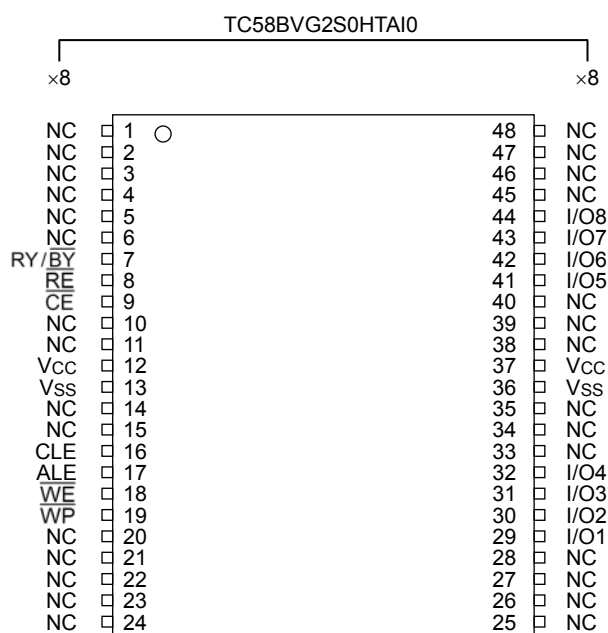 TC58BVG2S0HTAI0
×8 ×8
NC 1 48 NC
NC 2 47 NC
NC 3 46 NC
NC 4 45 NC
NC 5 44 I/O8
NC 6 43 I/O7
RY/BY 7 42 I/O6
RE 8 41 I/O5
CE 9 40 NC
NC 10 39 NC
NC 11 38 NC
VCC 12 37 VCC
VSS 13 36 VSS
NC 14 35 NC
NC 15 34 NC
CLE 16 33 NC
ALE 17 32 I/O4
WE 18 31 I/O3
WP 19 30 I/O2
NC 20 29 I/O1
NC 21 28 NC
NC 22 27 NC
NC 23 26 NC
NC 24 25 NC